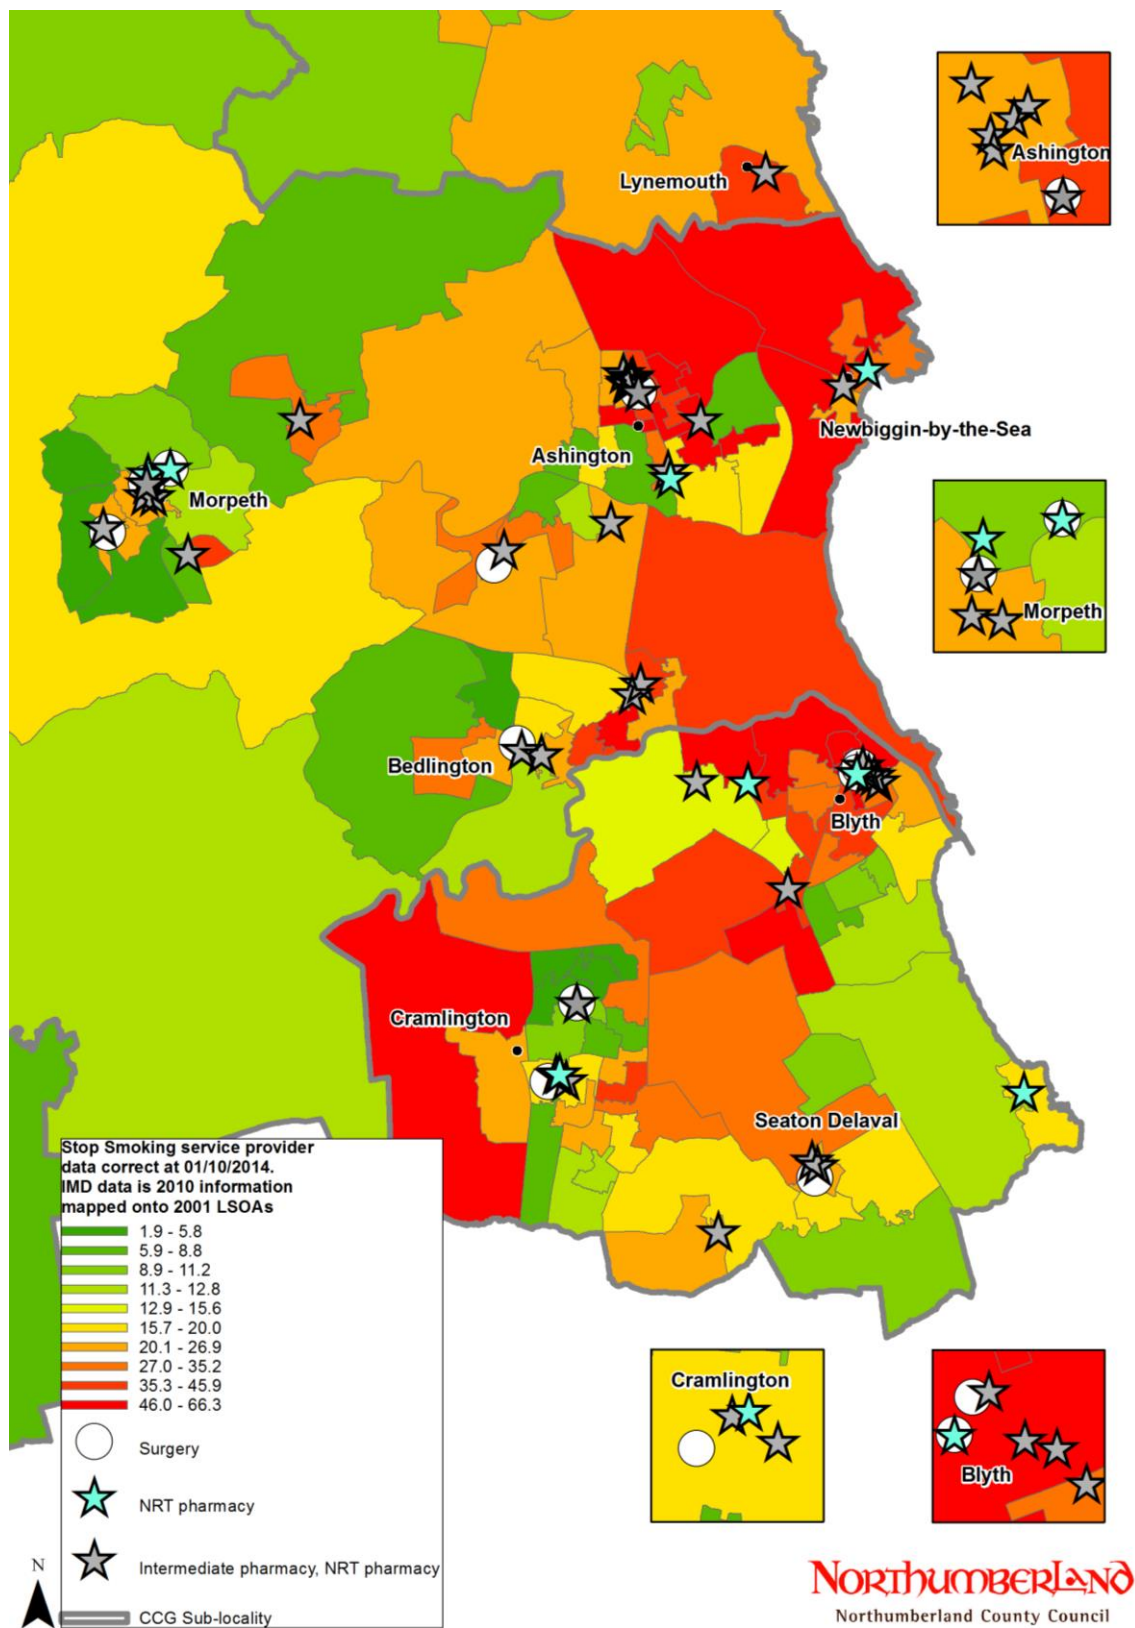 Ashington
Lynemouth
Newbiggin-by-the-Sea
Ashington
Morpeth
Morpeth
Bedlington
Blyth
Cramlington
Seaton Delaval
Stop Smoking service provider
data correct at 01/10/2014.
IMD data is 2010 information
mapped onto 2001 LSOAs
1.9 - 5.8
5.9 - 8.8
8.9 - 11.2
11.3 - 12.8
12.9 - 15.6
15.7 - 20.0
20.1 - 26.9
27.0 - 35.2
35.3 - 45.9
46.0 - 66.3
Surgery
NRT pharmacy
Intermediate pharmacy, NRT pharmacy
CCG Sub-locality
N
Cramlington
Blyth
NORThUMBERLAND
Northumberland County Council